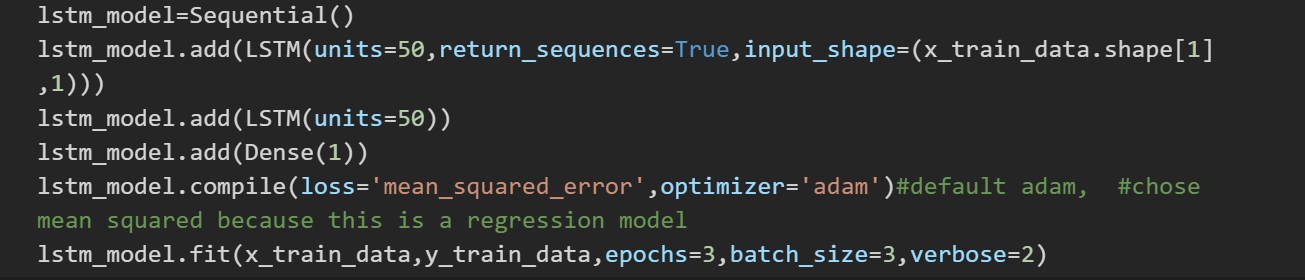 lstm_model=Sequential()
lstm_model.add(LSTM(units=50,return_sequences=True,input_shape=(x_train_data.shape[1]
,1)))
lstm_model.add(LSTM(units=50))
lstm_model.add(Dense(1))
lstm_model.compile(loss='mean_squared_error',optimizer='adam')#default adam,  #chose
mean squared because this is a regression model
lstm_model.fit(x_train_data,y_train_data,epochs=3,batch_size=3,verbose=2)